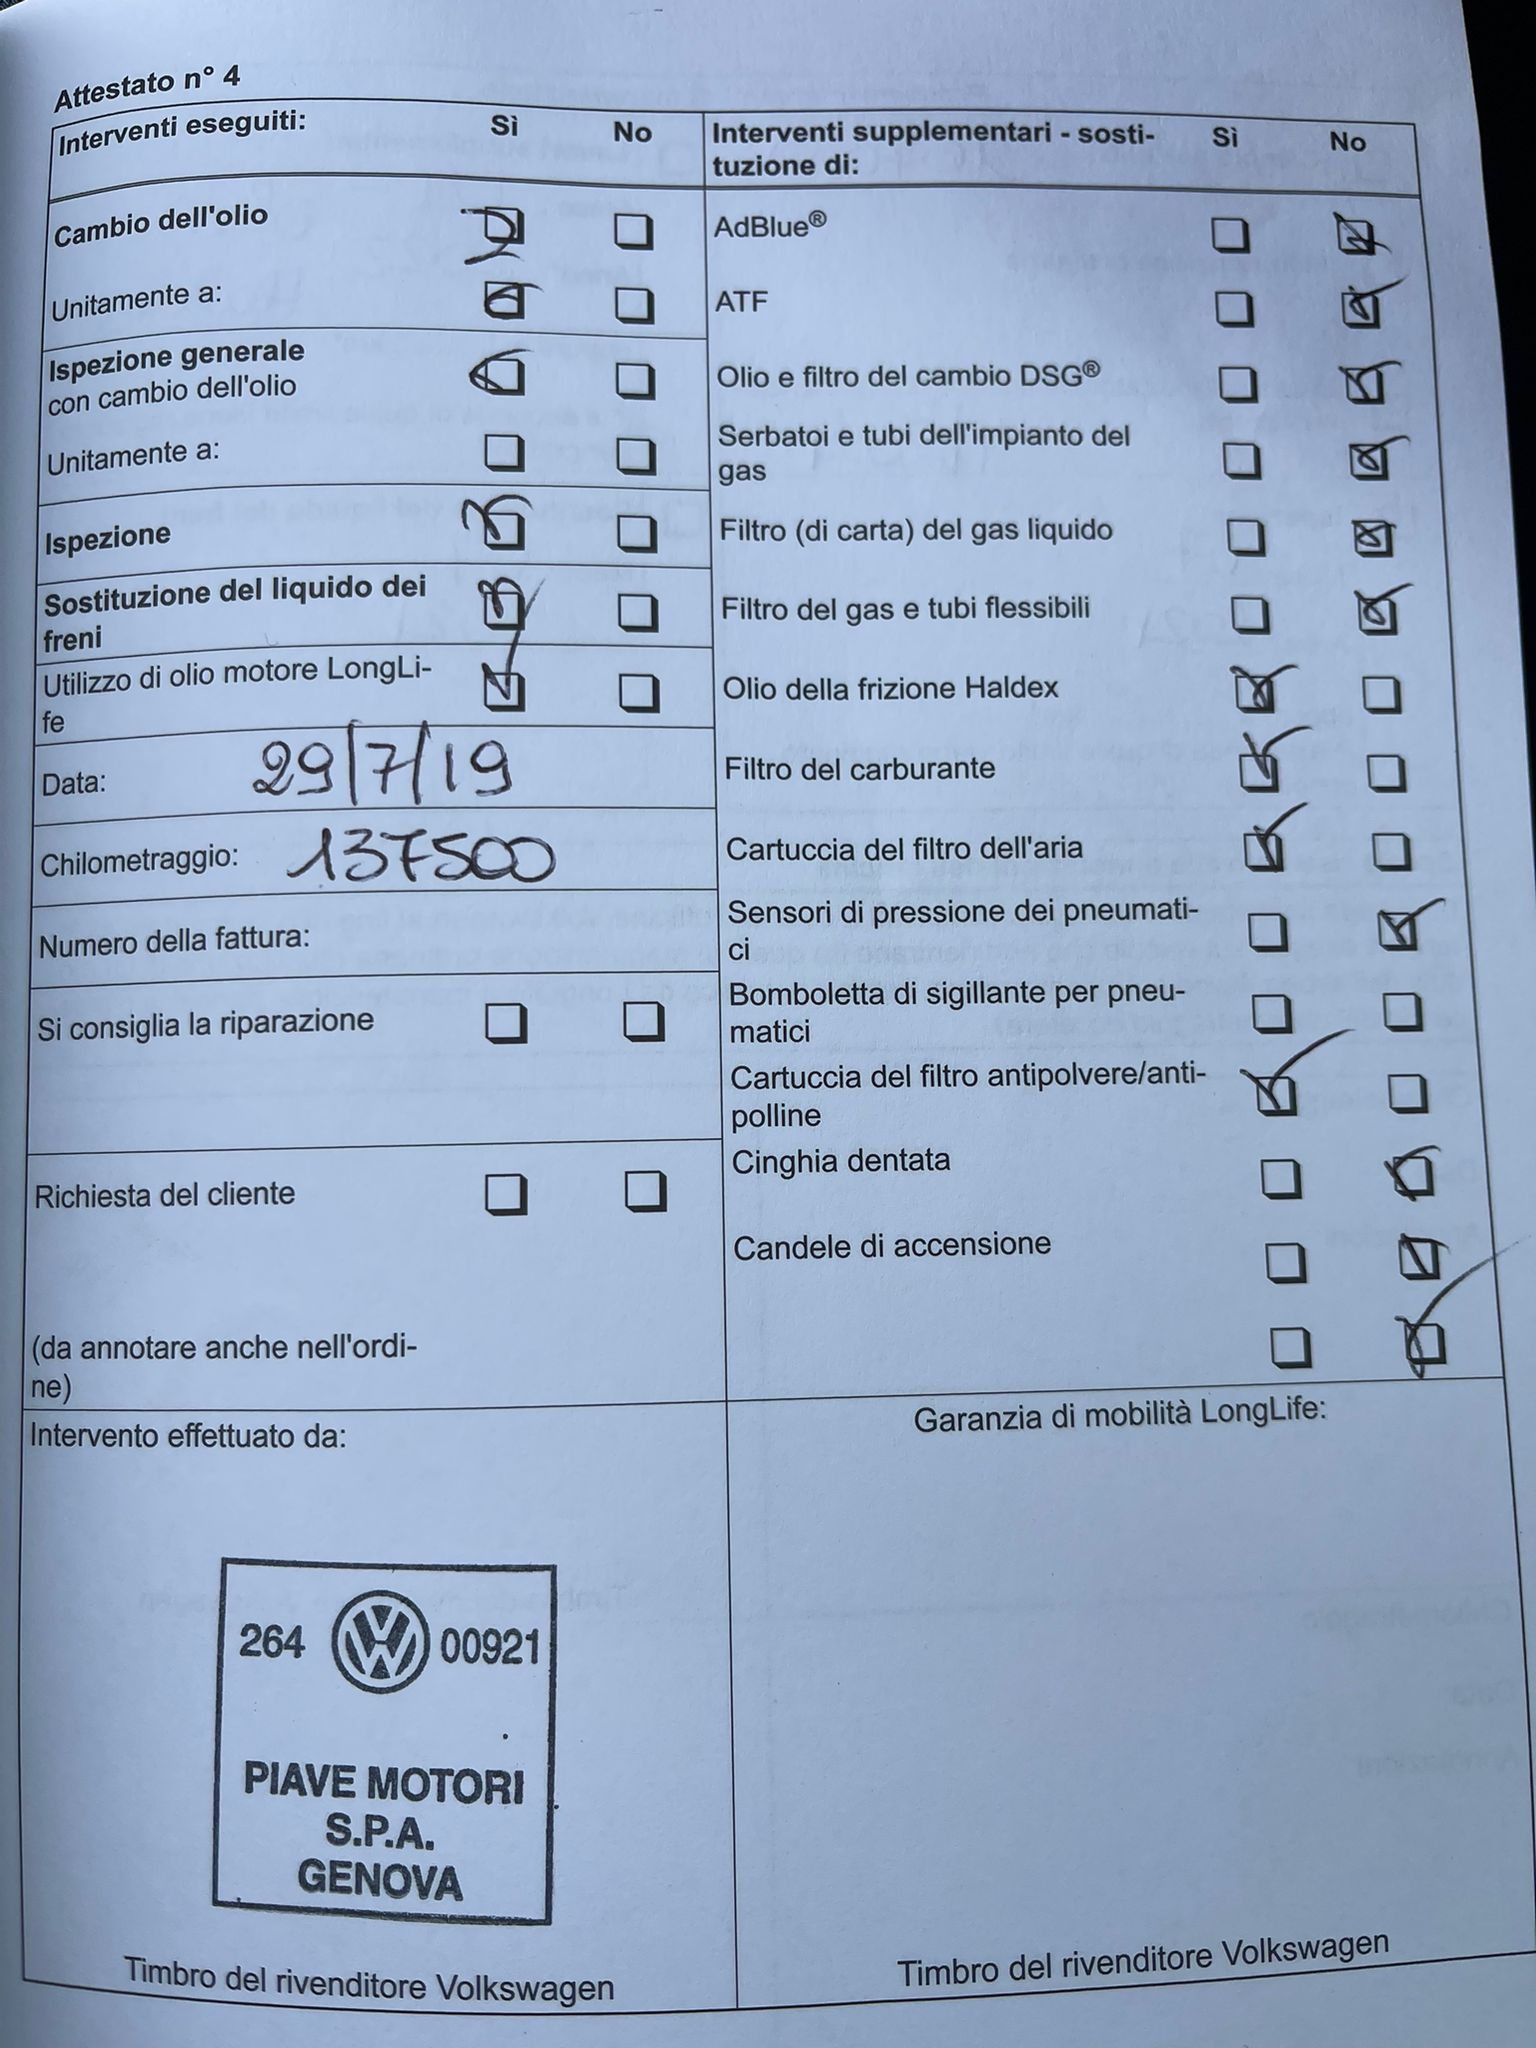 Attestato n° 4
Interventi eseguiti: Sì No
Cambio dell'olio
Unitamente a:
Ispezione generale
con cambio dell'olio
Unitamente a:
Ispezione
Sostituzione del liquido dei
freni
Utilizzo di olio motore LongLi-
fe
Data: 29/7/19
Chilometraggio: 137500
Numero della fattura:
Si consiglia la riparazione
Richiesta del cliente
(da annotare anche nell'ordi-
ne)
Interventi supplementari - sosti- Sì No
tuzione di:
AdBlue®
ATF
Olio e filtro del cambio DSG®
Serbatoi e tubi dell'impianto del
gas
Filtro (di carta) del gas liquido
Filtro del gas e tubi flessibili
Olio della frizione Haldex
Filtro del carburante
Cartuccia del filtro dell'aria
Sensori di pressione dei pneumati-
ci
Bomboletta di sigillante per pneu-
matici
Cartuccia del filtro antipolvere/anti-
polline
Cinghia dentata
Candele di accensione
Intervento effettuato da:
264 VW 00921
PIAVE MOTORI
S.P.A.
GENOVA
Timbro del rivenditore Volkswagen
Garanzia di mobilità LongLife:
Timbro del rivenditore Volkswagen